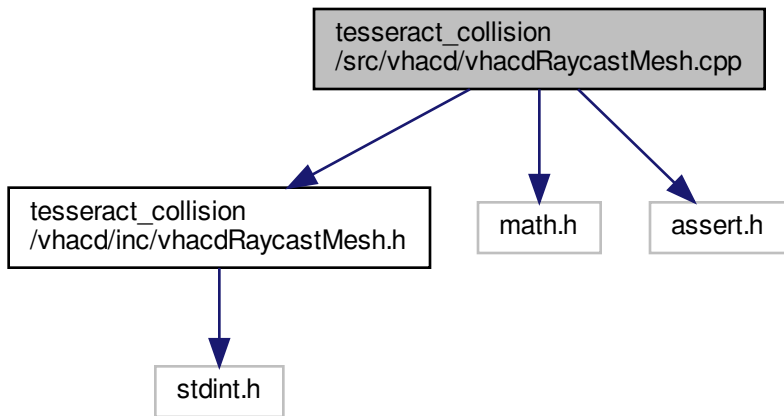 tesseract_collision
/src/vhacd/vhacdRaycastMesh.cpp
tesseract_collision
/vhacd/inc/vhacdRaycastMesh.h
math.h
assert.h
stdint.h